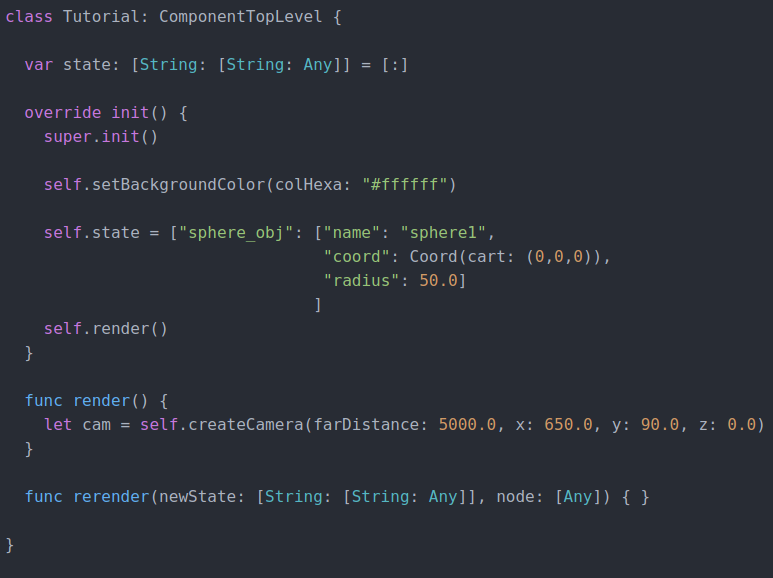 class Tutorial: ComponentTopLevel {
  var state: [String: [String: Any]] = [:]
  override init() {
    super.init()
    self.setBackgroundColor(colHexa: "#ffffff")
    self.state = ["sphere_obj": ["name": "sphere1",
                                 "coord": Coord(cart: (0,0,0)),
                                 "radius": 50.0]
                                ]
    self.render()
  }
  func render() {
    let cam = self.createCamera(farDistance: 5000.0, x: 650.0, y: 90.0, z: 0.0)
  }
  func rerender(newState: [String: [String: Any]], node: [Any]) { }
}